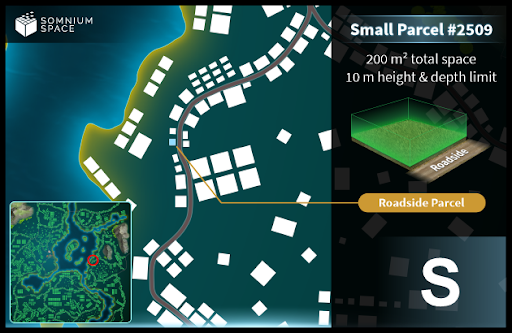 SOMNIUM
SPACE
Small Parcel #2509
200 m² total space
10 m height & depth limit
Roadside
Roadside Parcel
S